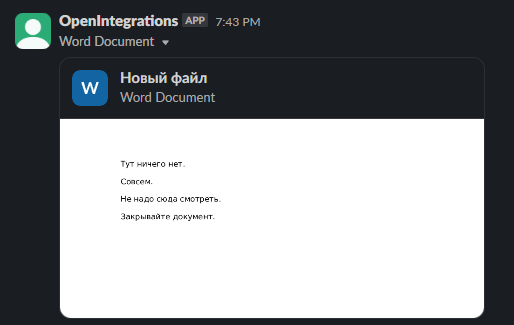 OpenIntegrations APP 7:43 PM
Word Document
W
Новый файл
Word Document
Тут ничего нет.
Совсем.
Не надо сюда смотреть.
Закрывайте документ.